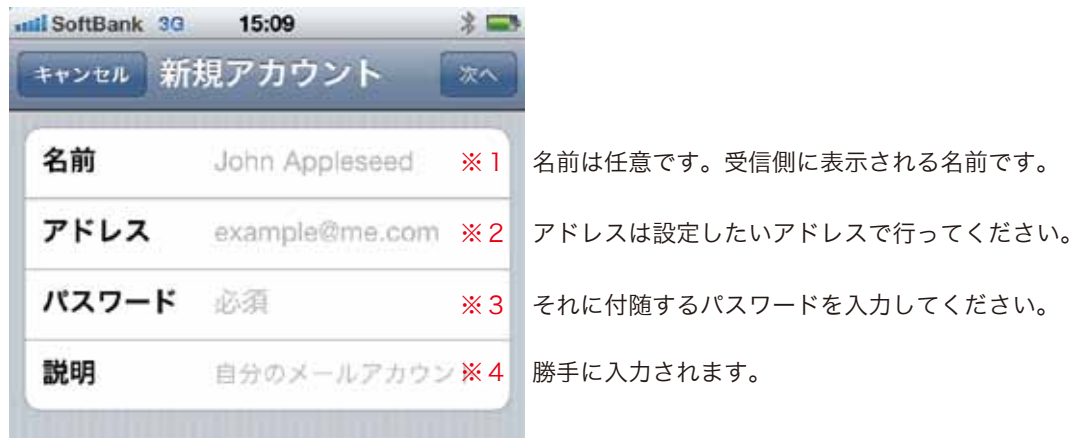 SoftBank 3G 15:09
キャンセル 新規アカウント 次へ
名前 John Appleseed ※1 名前は任意です。受信側に表示される名前です。
アドレス example@me.com ※2 アドレスは設定したいアドレスで行ってください。
パスワード 必須 ※3 それに付随するパスワードを入力してください。
説明 自分のメールアカウン ※4 勝手に入力されます。